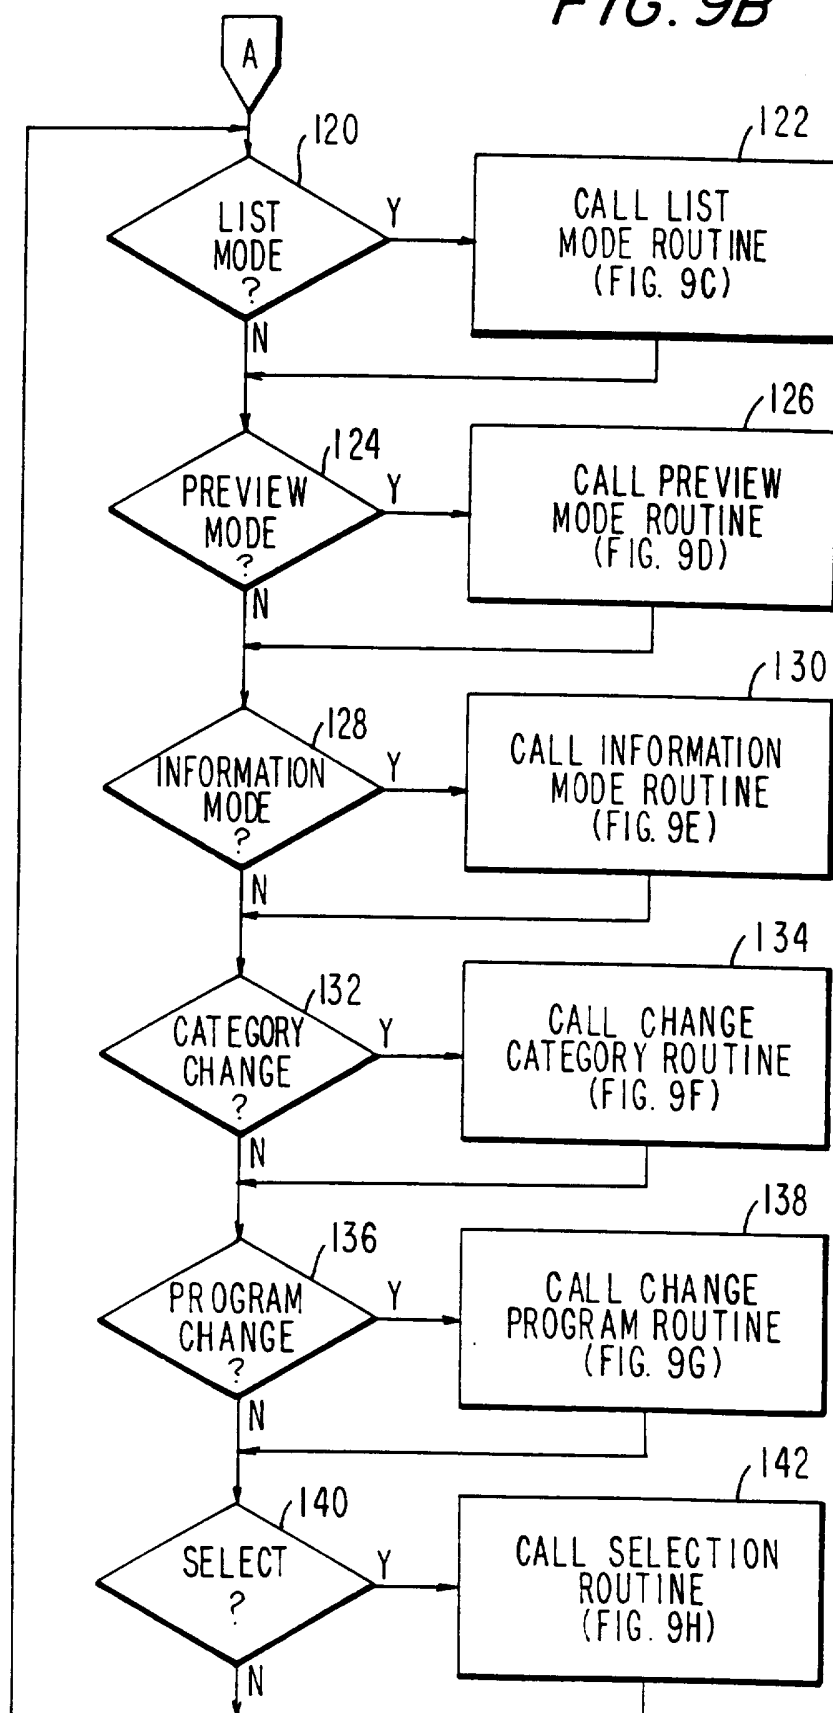 FIG. 9B
A
120
LIST
MODE
?
Y
N
122
CALL LIST
MODE ROUTINE
(FIG. 9C)
124
PREVIEW
MODE
?
Y
N
126
CALL PREVIEW
MODE ROUTINE
(FIG. 9D)
128
INFORMATION
MODE
?
Y
N
130
CALL INFORMATION
MODE ROUTINE
(FIG. 9E)
132
CATEGORY
CHANGE
?
Y
N
134
CALL CHANGE
CATEGORY ROUTINE
(FIG. 9F)
136
PROGRAM
CHANGE
?
Y
N
138
CALL CHANGE
PROGRAM ROUTINE
(FIG. 9G)
140
SELECT
?
Y
N
142
CALL SELECTION
ROUTINE
(FIG. 9H)